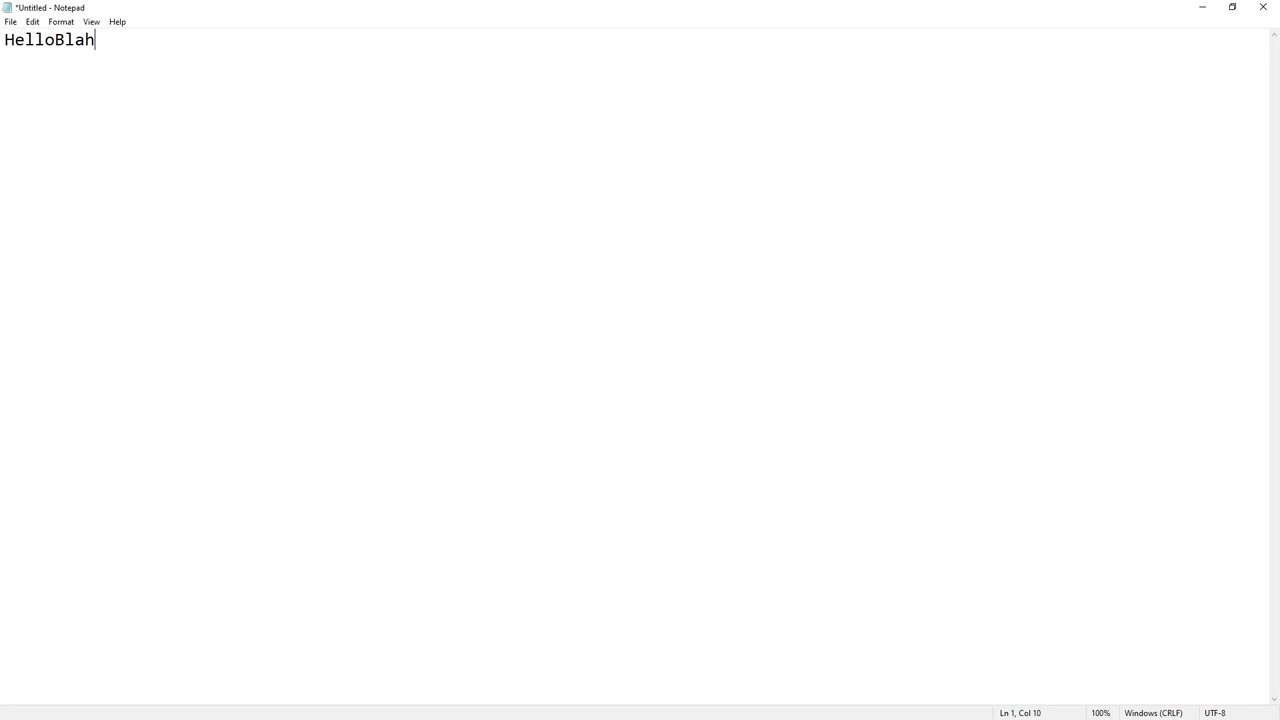 *Untitled - Notepad
File Edit Format View Help
HelloBlah
Ln 1, Col 10 100% Windows (CRLF) UTF-8